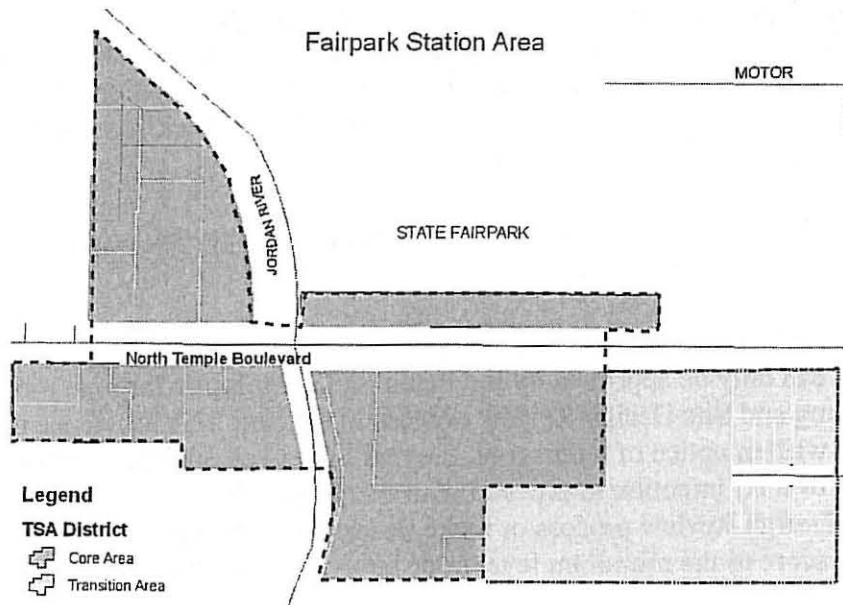 Fairpark Station Area
MOTOR
JORDAN RIVER
STATE FAIRPARK
North Temple Boulevard
Legend
TSA District
Core Area
Transition Area